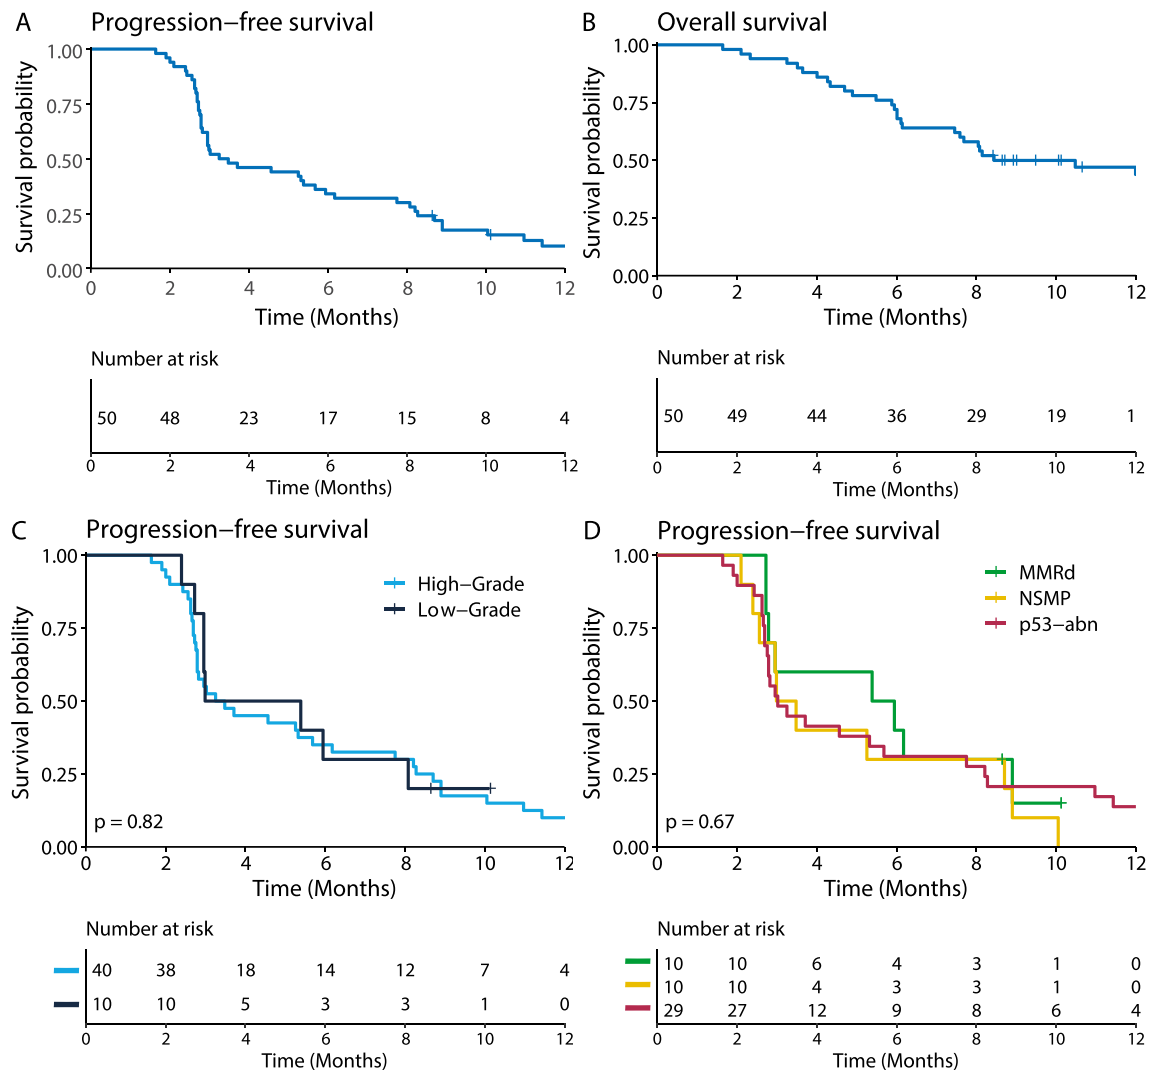 A Progression−free survival
Survival probability
1.00
0.75
0.50
0.25
0.00
0 2 4 6 8 10 12
Time (Months)
Number at risk
50 48 23 17 15 8 4
0 2 4 6 8 10 12
Time (Months)
B Overall survival
Survival probability
1.00
0.75
0.50
0.25
0.00
0 2 4 6 8 10 12
Time (Months)
Number at risk
50 49 44 36 29 19 1
0 2 4 6 8 10 12
Time (Months)
C Progression−free survival
Survival probability
1.00
0.75
0.50
0.25
0.00
High−Grade
Low−Grade
p = 0.82
0 2 4 6 8 10 12
Time (Months)
Number at risk
40 38 18 14 12 7 4
10 10 5 3 3 1 0
0 2 4 6 8 10 12
Time (Months)
D Progression−free survival
Survival probability
1.00
0.75
0.50
0.25
0.00
MMRd
NSMP
p53−abn
p = 0.67
0 2 4 6 8 10 12
Time (Months)
Number at risk
10 10 6 4 3 1 0
10 10 4 3 3 1 0
29 27 12 9 8 6 4
0 2 4 6 8 10 12
Time (Months)